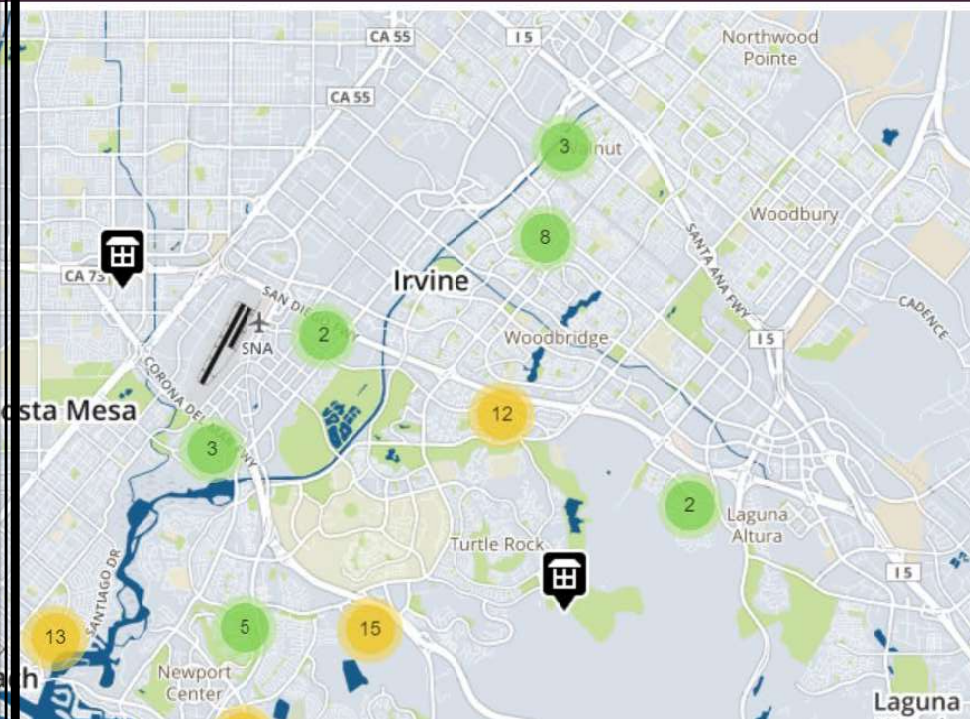 CA 55
I 5
Northwood
Pointe
CA 55
3
8
Woodbury
CA 73
Irvine
SAN DIEGO FWY
SANTA ANA FWY
CADENCE
2
SNA
Woodbridge
I 5
CORONA DEL MAR FWY
osta Mesa
12
3
2
Laguna
Altura
Turtle Rock
I 5
SANTIAGO DR
13
5
15
Newport
Center
ach
Laguna